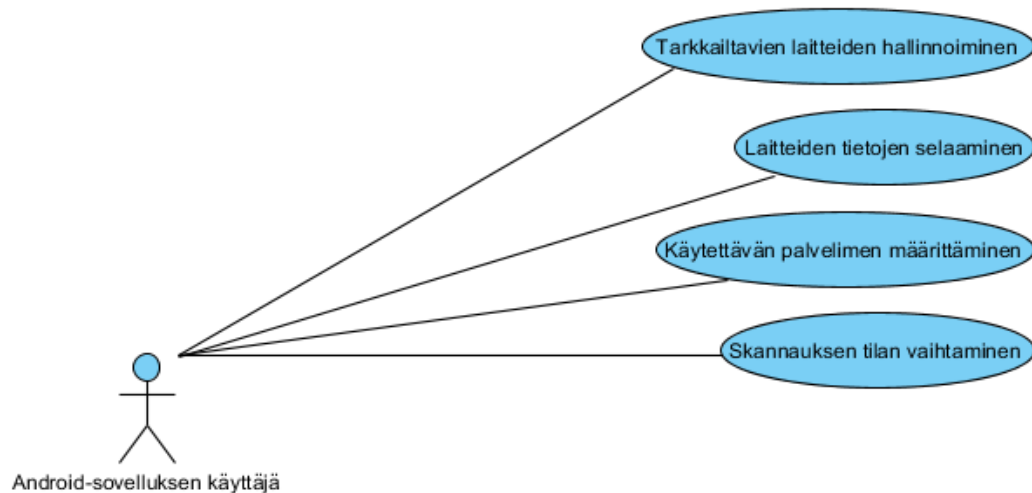 Tarkkailtavien laitteiden hallinnoiminen
Laitteiden tietojen selaaminen
Käytettävän palvelimen määrittäminen
Skannauksen tilan vaihtaminen
Android-sovelluksen käyttäjä